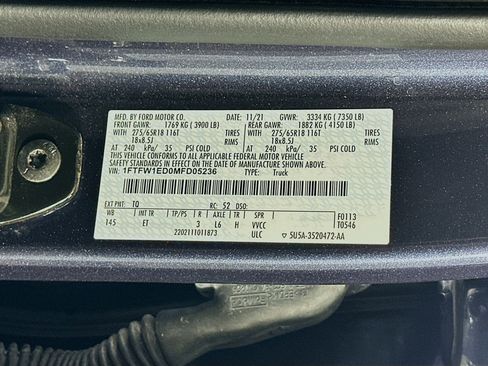 MFD. BY FORD MOTOR CO. 11/21 GVWR: 3334 KG ( 7350 LB)
FRONT GAWR: 1769 KG ( 3900 LB) REAR GAWR: 1882 KG ( 4150 LB)
WITH 275/65R18 116T TIRES WITH 275/65R18 116T TIRES
18x8.5J RIMS 18x8.5J RIMS
AT 240 kPa/ 35 PSI COLD AT 240 kPa/ 35 PSI COLD
THIS VEHICLE CONFORMS TO ALL APPLICABLE FEDERAL MOTOR VEHICLE
SAFETY STANDARDS IN EFFECT ON THE DATE OF MANUFACTURE SHOWN ABOVE.
VIN: 1FTFW1ED0MFD05236 TYPE: Truck
EXT PNT: TQ RC: 52 DSO:
WB INT TR TP/PS R AXLE TR SPR F0113
145 ET 3 L6 H VVCC T0546
2202111011873 ULC 5U5A-3520472-AA